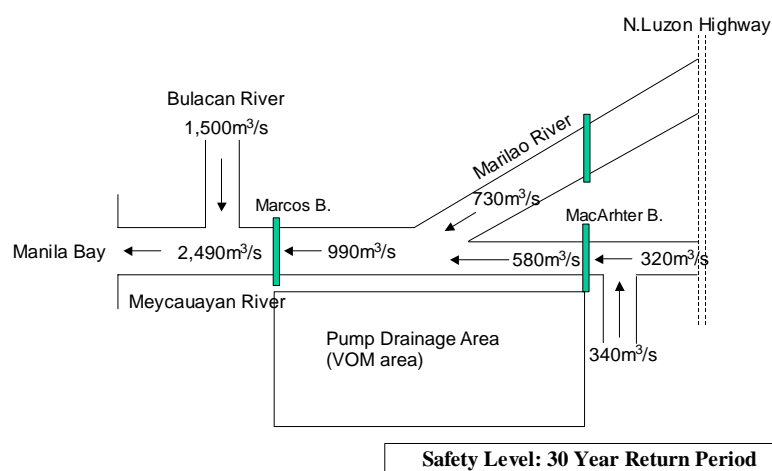 N.Luzon Highway
Bulacan River
1,500m³/s
Marilao River
Marcos B.
730m³/s
MacArhter B.
Manila Bay
2,490m³/s
990m³/s
580m³/s
320m³/s
Meycauayan River
Pump Drainage Area
(VOM area)
340m³/s
Safety Level: 30 Year Return Period